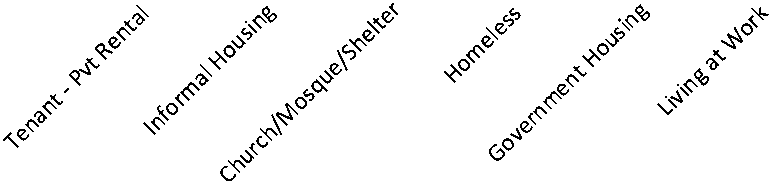 Tenant - Pvt Rental
Informal Housing
Church/Mosque/Shelter
Homeless
Government Housing
Living at Work